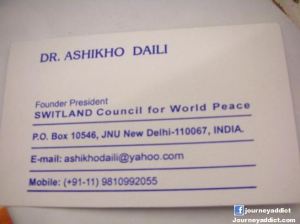 DR. ASHIKHO DAILI
Founder President
SWITLAND Council for World Peace
P.O. Box 10546, JNU New Delhi-110067, INDIA.
E-mail: ashikhodaili@yahoo.com
Mobile: (+91-11) 9810992055
journeyaddict
Journeyaddict.com